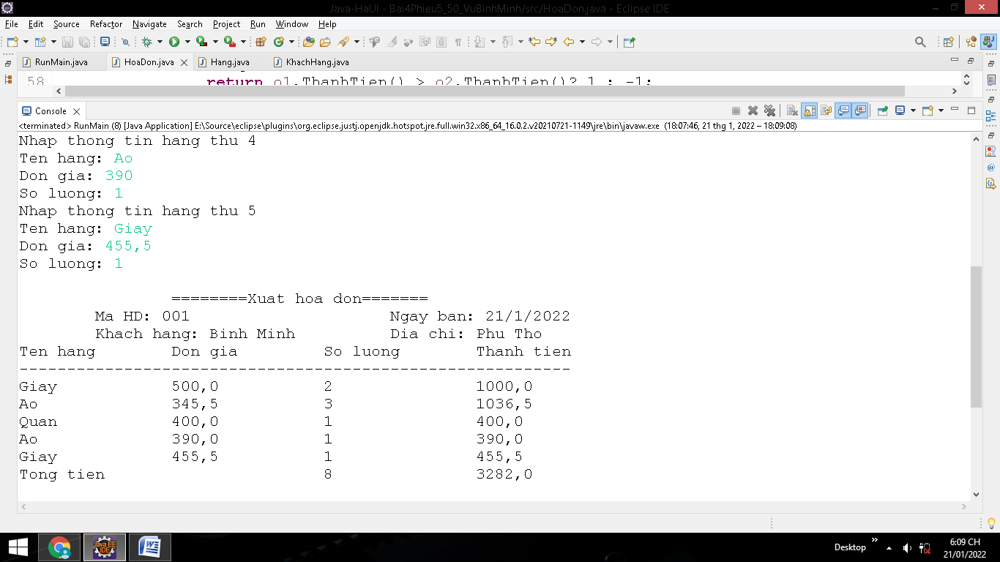 Java-HaUI - Bai4Phieu5_50_VuBinhMinh/src/HoaDon.java - Eclipse IDE
File Edit Source Refactor Navigate Search Project Run Window Help
RunMain.java HoaDon.java Hang.java KhachHang.java
58 return o1.ThanhTien() > o2.ThanhTien()? 1 : -1;
Console
<terminated> RunMain (8) [Java Application] E:\Source\eclipse\plugins\org.eclipse.justj.openjdk.hotspot.jre.full.win32.x86_64_16.0.2.v20210721-1149\jre\bin\javaw.exe (18:07:46, 21 thg 1, 2022 – 18:09:08)
Nhap thong tin hang thu 4
Ten hang: Ao
Don gia: 390
So luong: 1
Nhap thong tin hang thu 5
Ten hang: Giay
Don gia: 455,5
So luong: 1
========Xuat hoa don=======
Ma HD: 001 Ngay ban: 21/1/2022
Khach hang: Binh Minh Dia chi: Phu Tho
Ten hang Don gia So luong Thanh tien
----------------------------------------------------------
Giay 500,0 2 1000,0
Ao 345,5 3 1036,5
Quan 400,0 1 400,0
Ao 390,0 1 390,0
Giay 455,5 1 455,5
Tong tien 8 3282,0
Java EE
IDE
Desktop
6:09 CH
21/01/2022